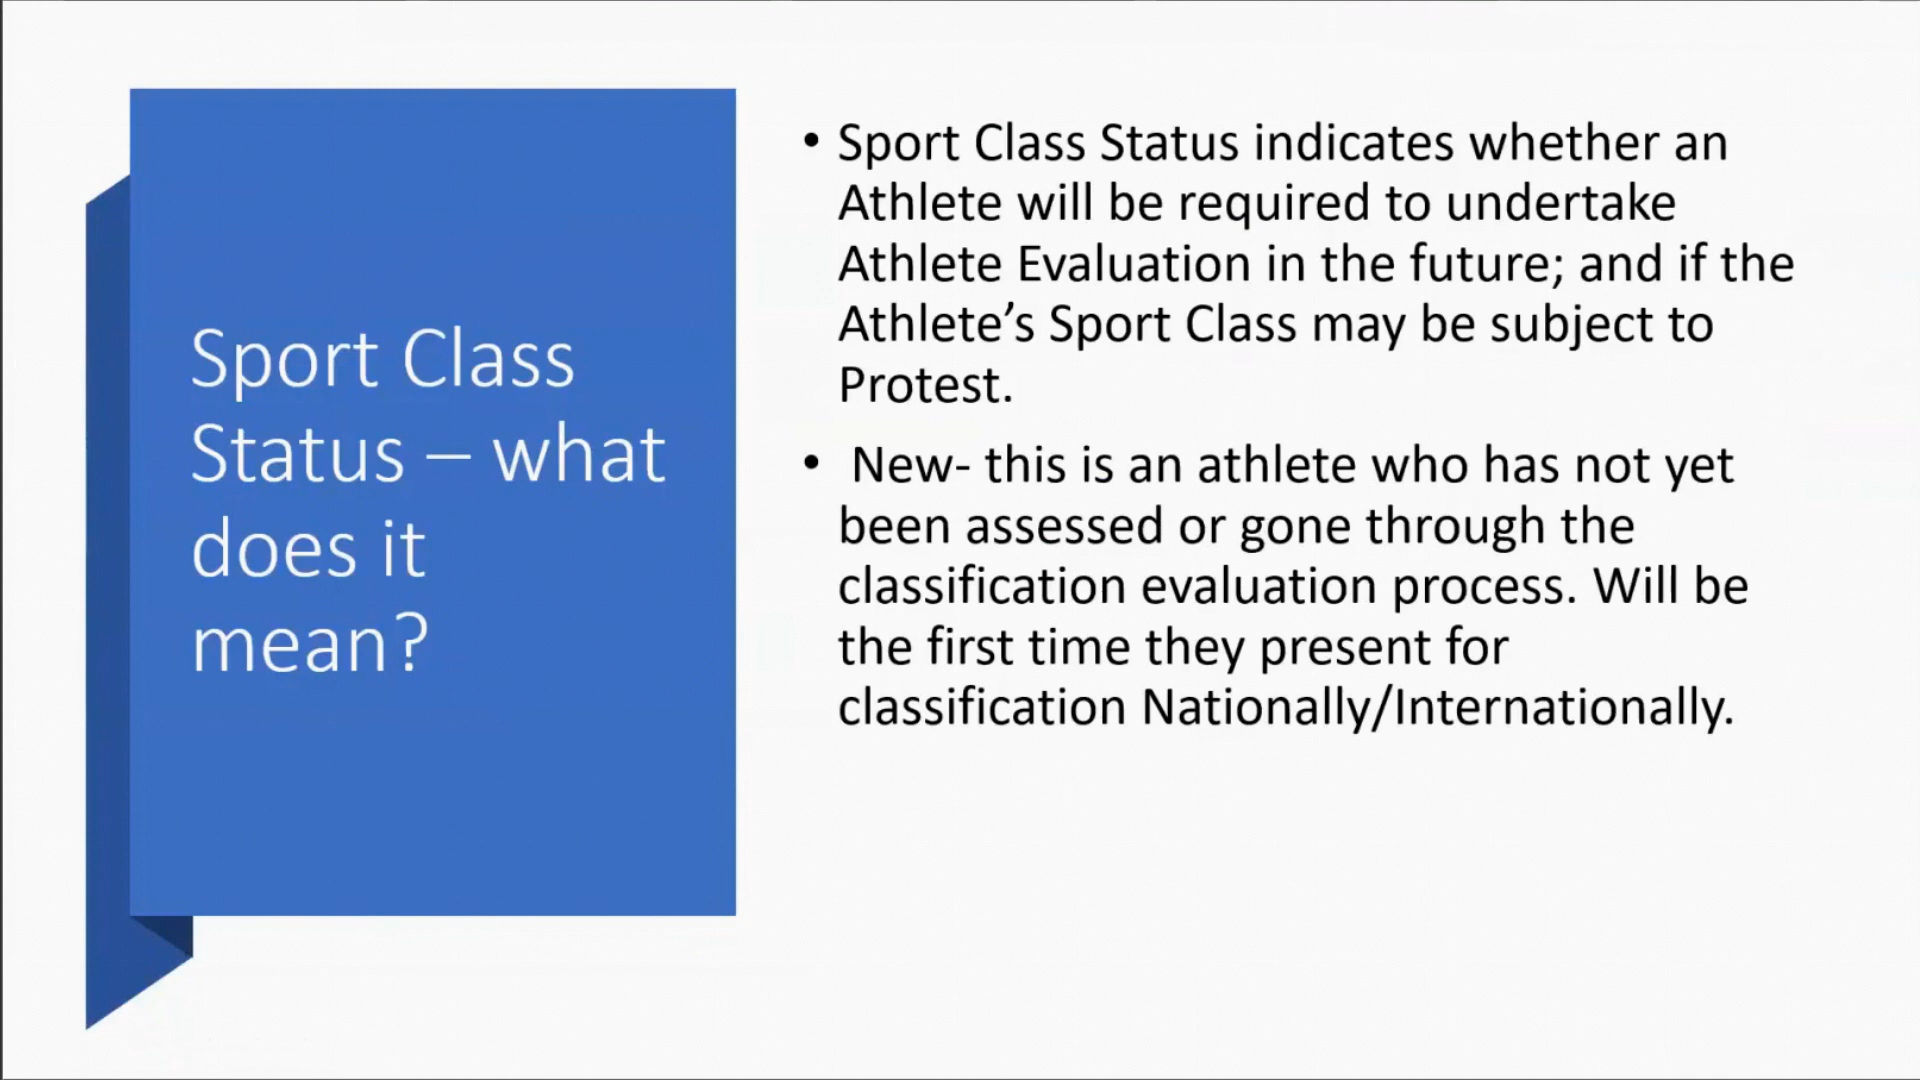 Sport Class
Status – what
does it
mean?
• Sport Class Status indicates whether an
Athlete will be required to undertake
Athlete Evaluation in the future; and if the
Athlete’s Sport Class may be subject to
Protest.
• New- this is an athlete who has not yet
been assessed or gone through the
classification evaluation process. Will be
the first time they present for
classification Nationally/Internationally.